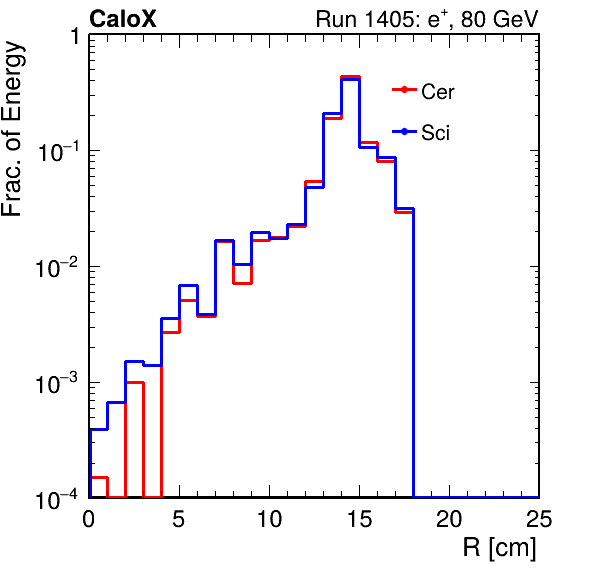 CaloX Run 1405: e⁺, 80 GeV
Frac. of Energy
1
10⁻¹
10⁻²
10⁻³
10⁻⁴
Cer
Sci
0 5 10 15 20 25
R [cm]